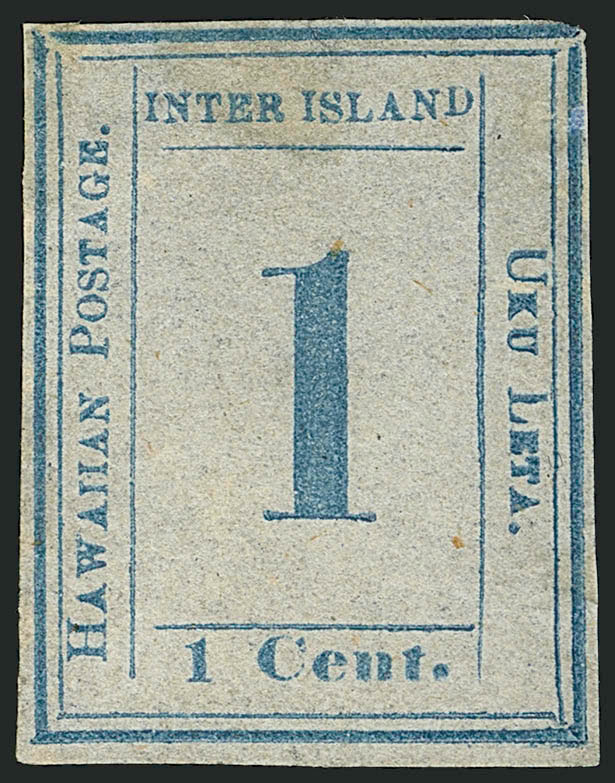 INTER ISLAND
HAWAIIAN POSTAGE.
1
UKU LETA.
1 Cent.